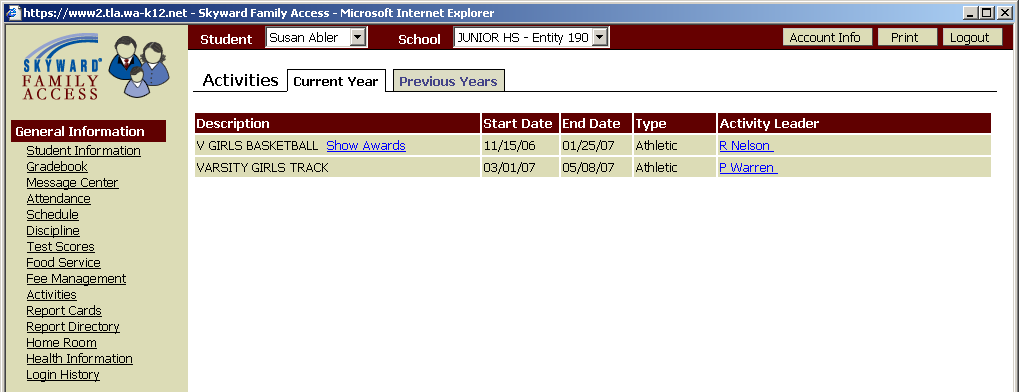 https://www2.tla.wa-k12.net - Skyward Family Access - Microsoft Internet Explorer
SKYWARD®
FAMILY
ACCESS
Student Susan Abler School JUNIOR HS - Entity 190 Account Info Print Logout
Activities Current Year Previous Years
General Information
Student Information
Gradebook
Message Center
Attendance
Schedule
Discipline
Test Scores
Food Service
Fee Management
Activities
Report Cards
Report Directory
Home Room
Health Information
Login History
Description Start Date End Date Type Activity Leader
V GIRLS BASKETBALL Show Awards 11/15/06 01/25/07 Athletic R Nelson
VARSITY GIRLS TRACK 03/01/07 05/08/07 Athletic P Warren